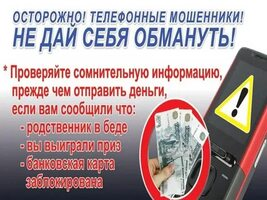 ОСТОРОЖНО! ТЕЛЕФОННЫЕ МОШЕННИКИ!
НЕ ДАЙ СЕБЯ ОБМАНУТЬ!
* Проверяйте сомнительную информацию,
прежде чем отправить деньги,
если вам сообщили что:
- родственник в беде
- вы выиграли приз
- банковская карта
заблокирована